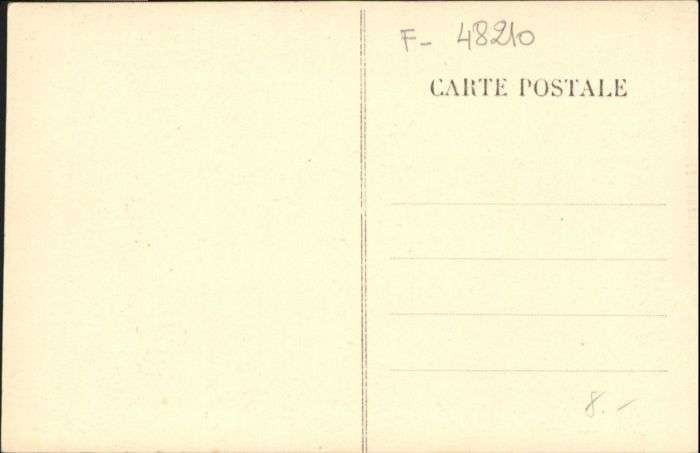 F- 48210
CARTE POSTALE
8.-